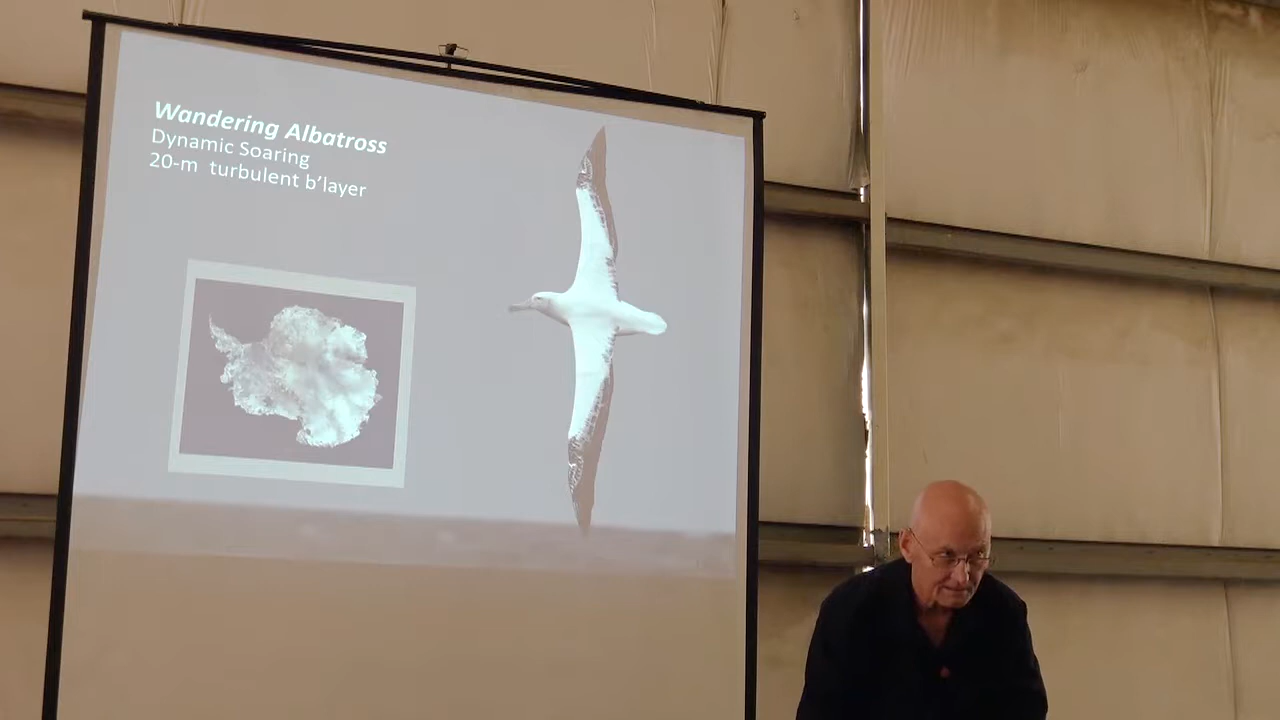 Wandering Albatross
Dynamic Soaring
20-m turbulent b'layer